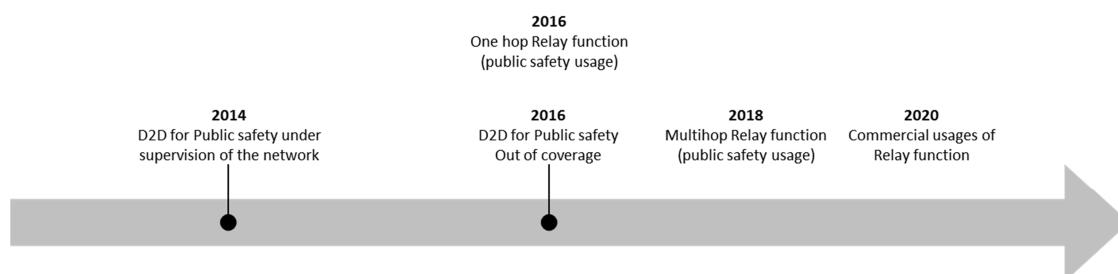 2016
One hop Relay function
(public safety usage)
2014
D2D for Public safety under
supervision of the network
2016
D2D for Public safety
Out of coverage
2018
Multihop Relay function
(public safety usage)
2020
Commercial usages of
Relay function